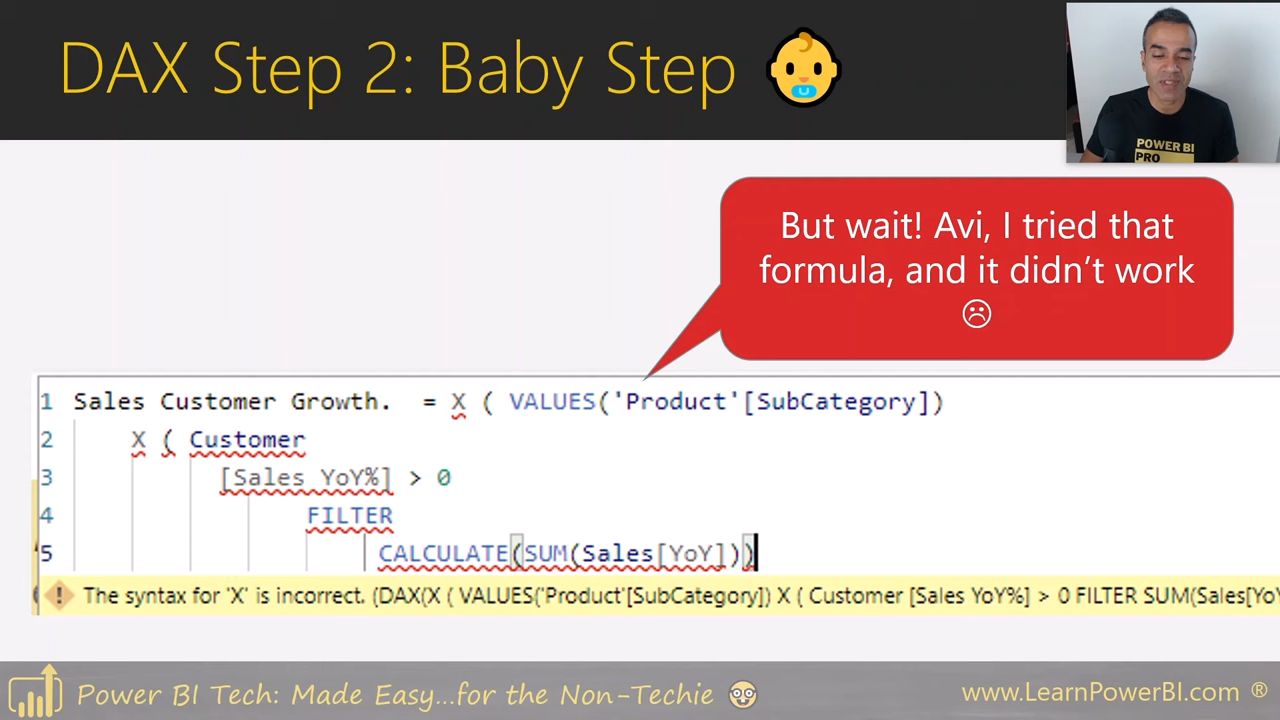 DAX Step 2: Baby Step
POWER BI
PRO
But wait! Avi, I tried that
formula, and it didn’t work
☹
1 Sales Customer Growth. = X ( VALUES('Product'[SubCategory])
2 X ( Customer
3 [Sales YoY%] > 0
4 FILTER
5 CALCULATE(SUM(Sales[YoY]))
The syntax for 'X' is incorrect. (DAX(X ( VALUES('Product'[SubCategory]) X ( Customer [Sales YoY%] > 0 FILTER SUM(Sales[YoY
Power BI Tech: Made Easy...for the Non-Techie
www.LearnPowerBI.com ®